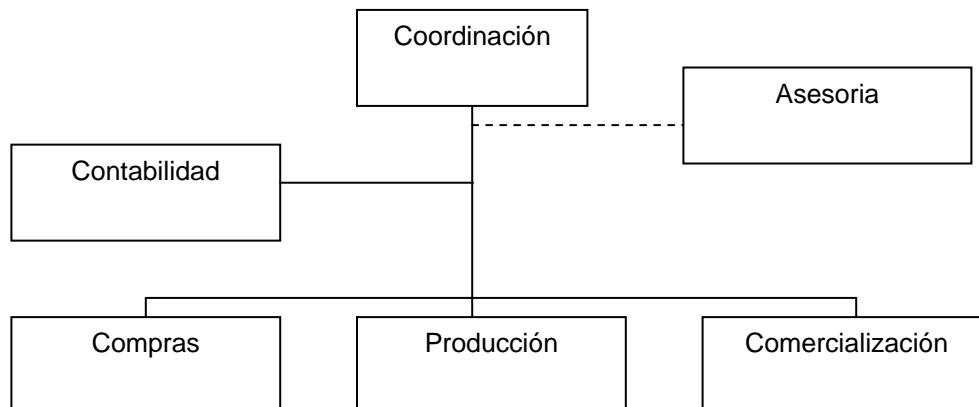 Coordinación
Asesoria
Contabilidad
Compras
Producción
Comercialización